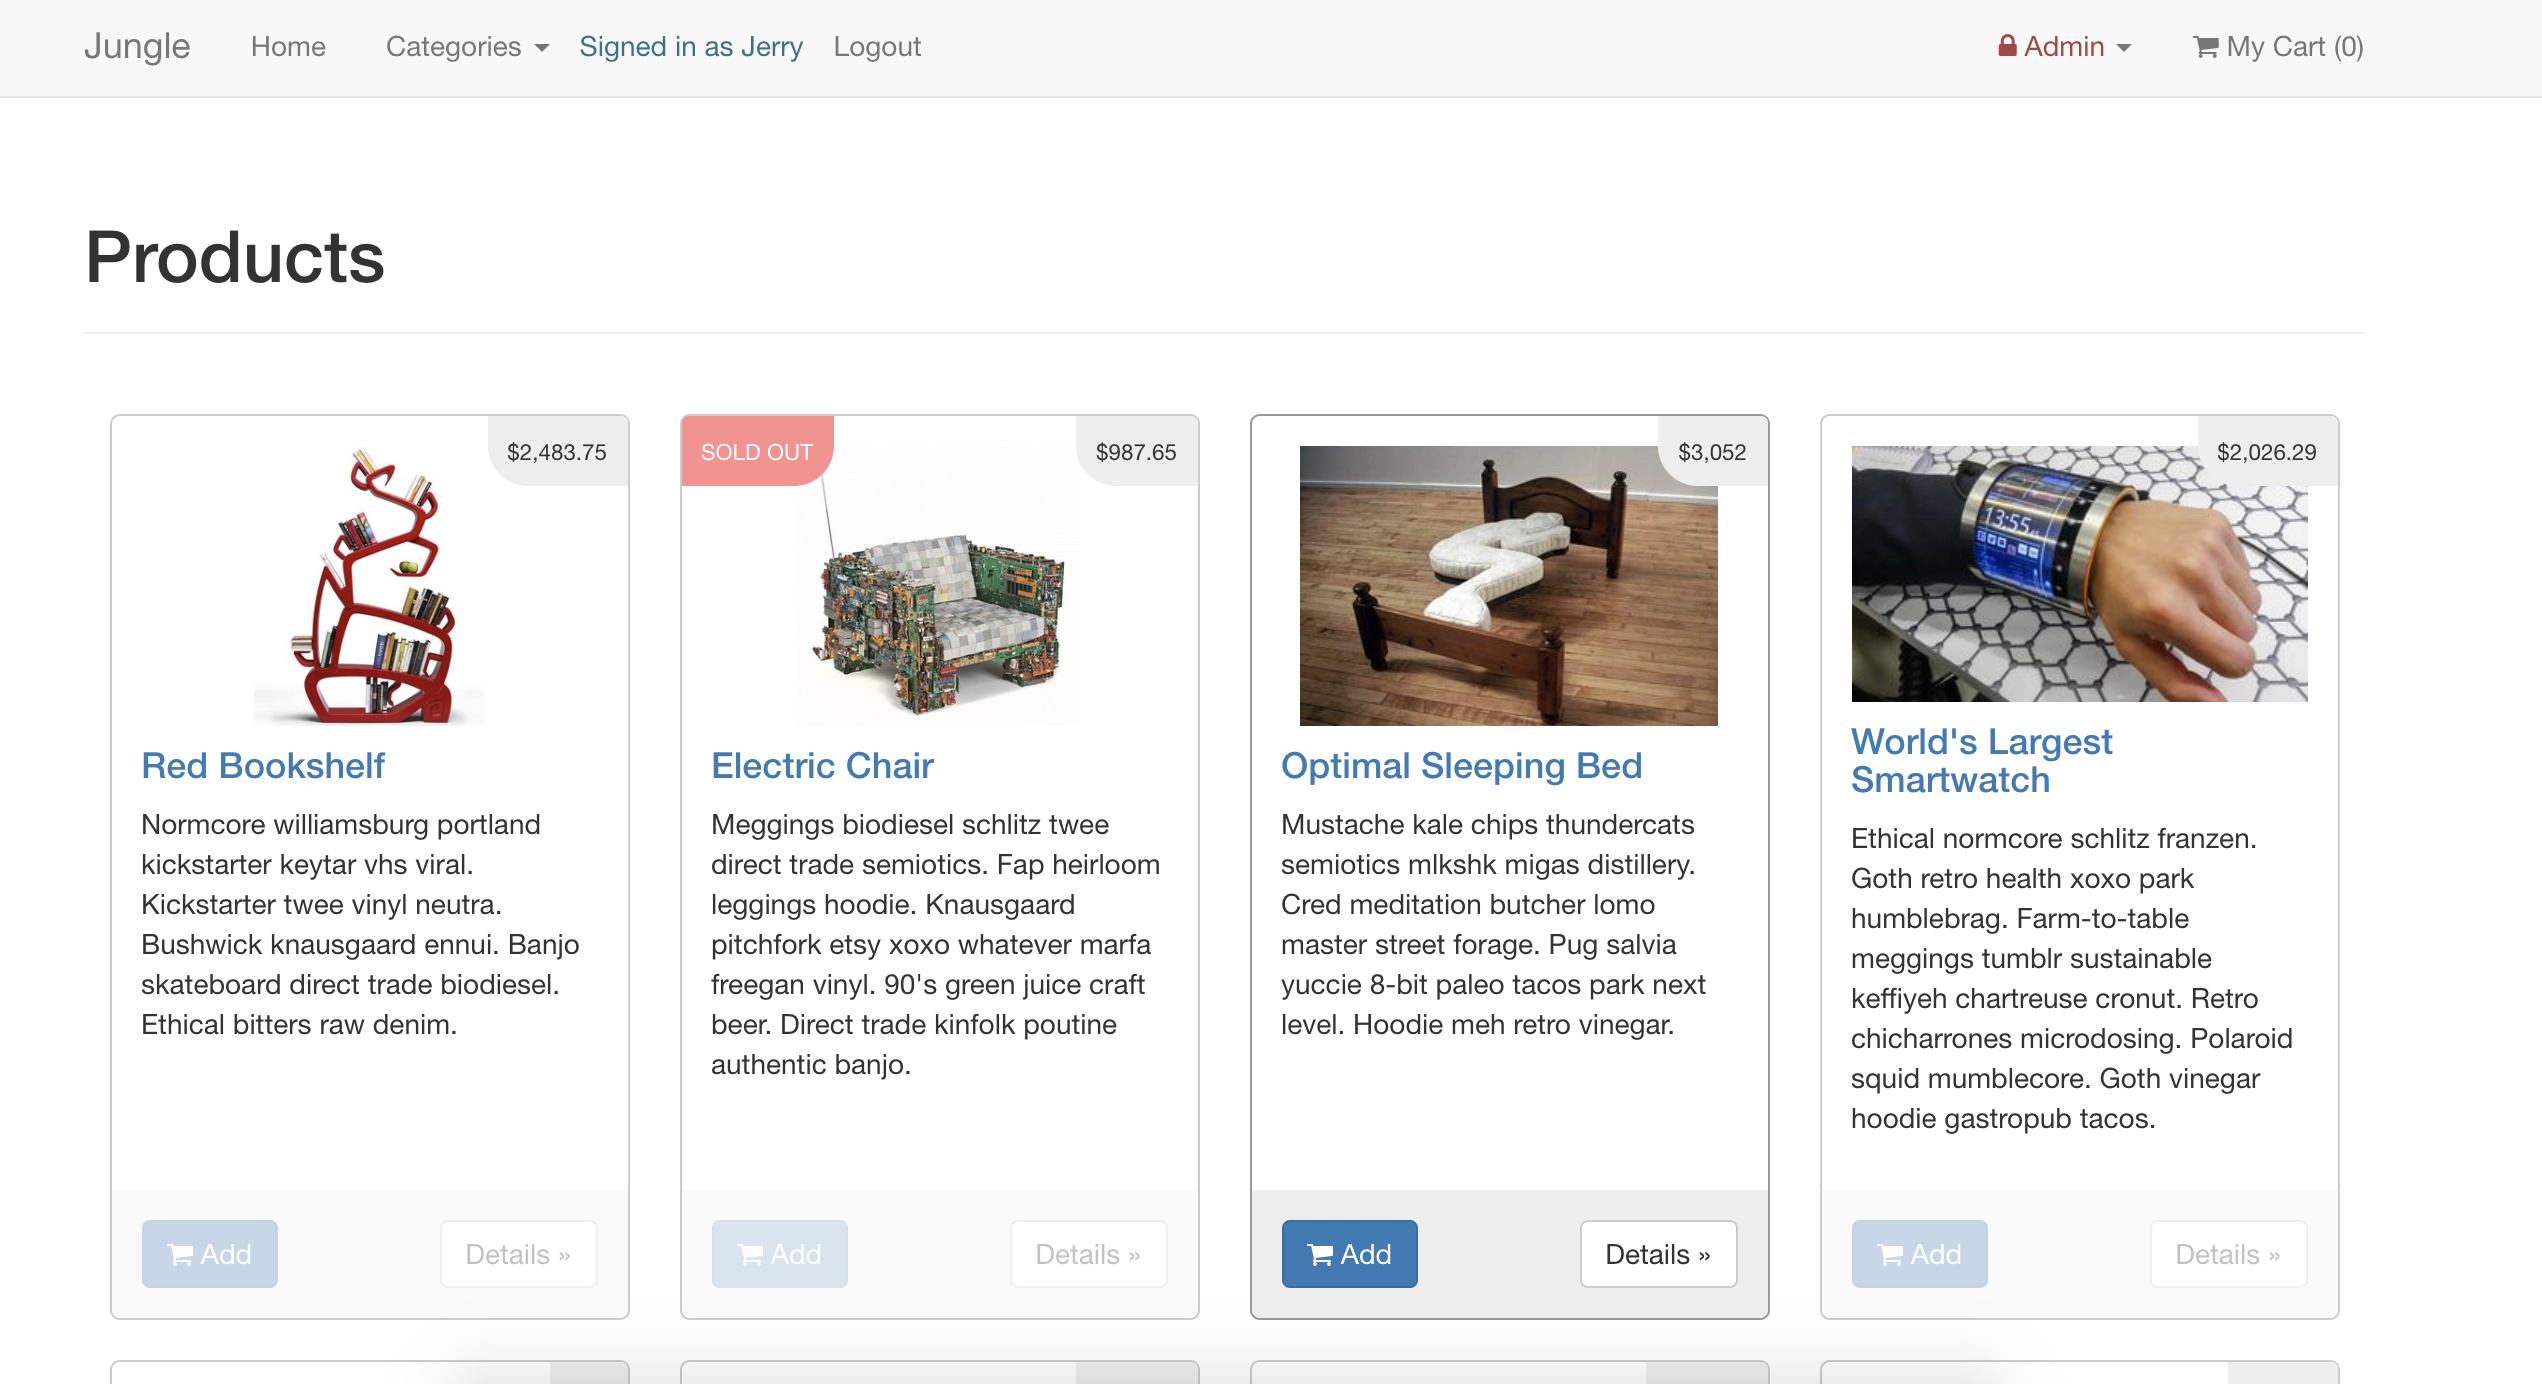 Jungle Home Categories Signed in as Jerry Logout Admin My Cart (0)
Products
$2,483.75
Red Bookshelf
Normcore williamsburg portland
kickstarter keytar vhs viral.
Kickstarter twee vinyl neutra.
Bushwick knausgaard ennui. Banjo
skateboard direct trade biodiesel.
Ethical bitters raw denim.
Add Details »
SOLD OUT $987.65
Electric Chair
Meggings biodiesel schlitz twee
direct trade semiotics. Fap heirloom
leggings hoodie. Knausgaard
pitchfork etsy xoxo whatever marfa
freegan vinyl. 90's green juice craft
beer. Direct trade kinfolk poutine
authentic banjo.
Add Details »
$3,052
Optimal Sleeping Bed
Mustache kale chips thundercats
semiotics mlkshk migas distillery.
Cred meditation butcher lomo
master street forage. Pug salvia
yuccie 8-bit paleo tacos park next
level. Hoodie meh retro vinegar.
Add Details »
$2,026.29
13:55
World's Largest
Smartwatch
Ethical normcore schlitz franzen.
Goth retro health xoxo park
humblebrag. Farm-to-table
meggings tumblr sustainable
keffiyeh chartreuse cronut. Retro
chicharrones microdosing. Polaroid
squid mumblecore. Goth vinegar
hoodie gastropub tacos.
Add Details »